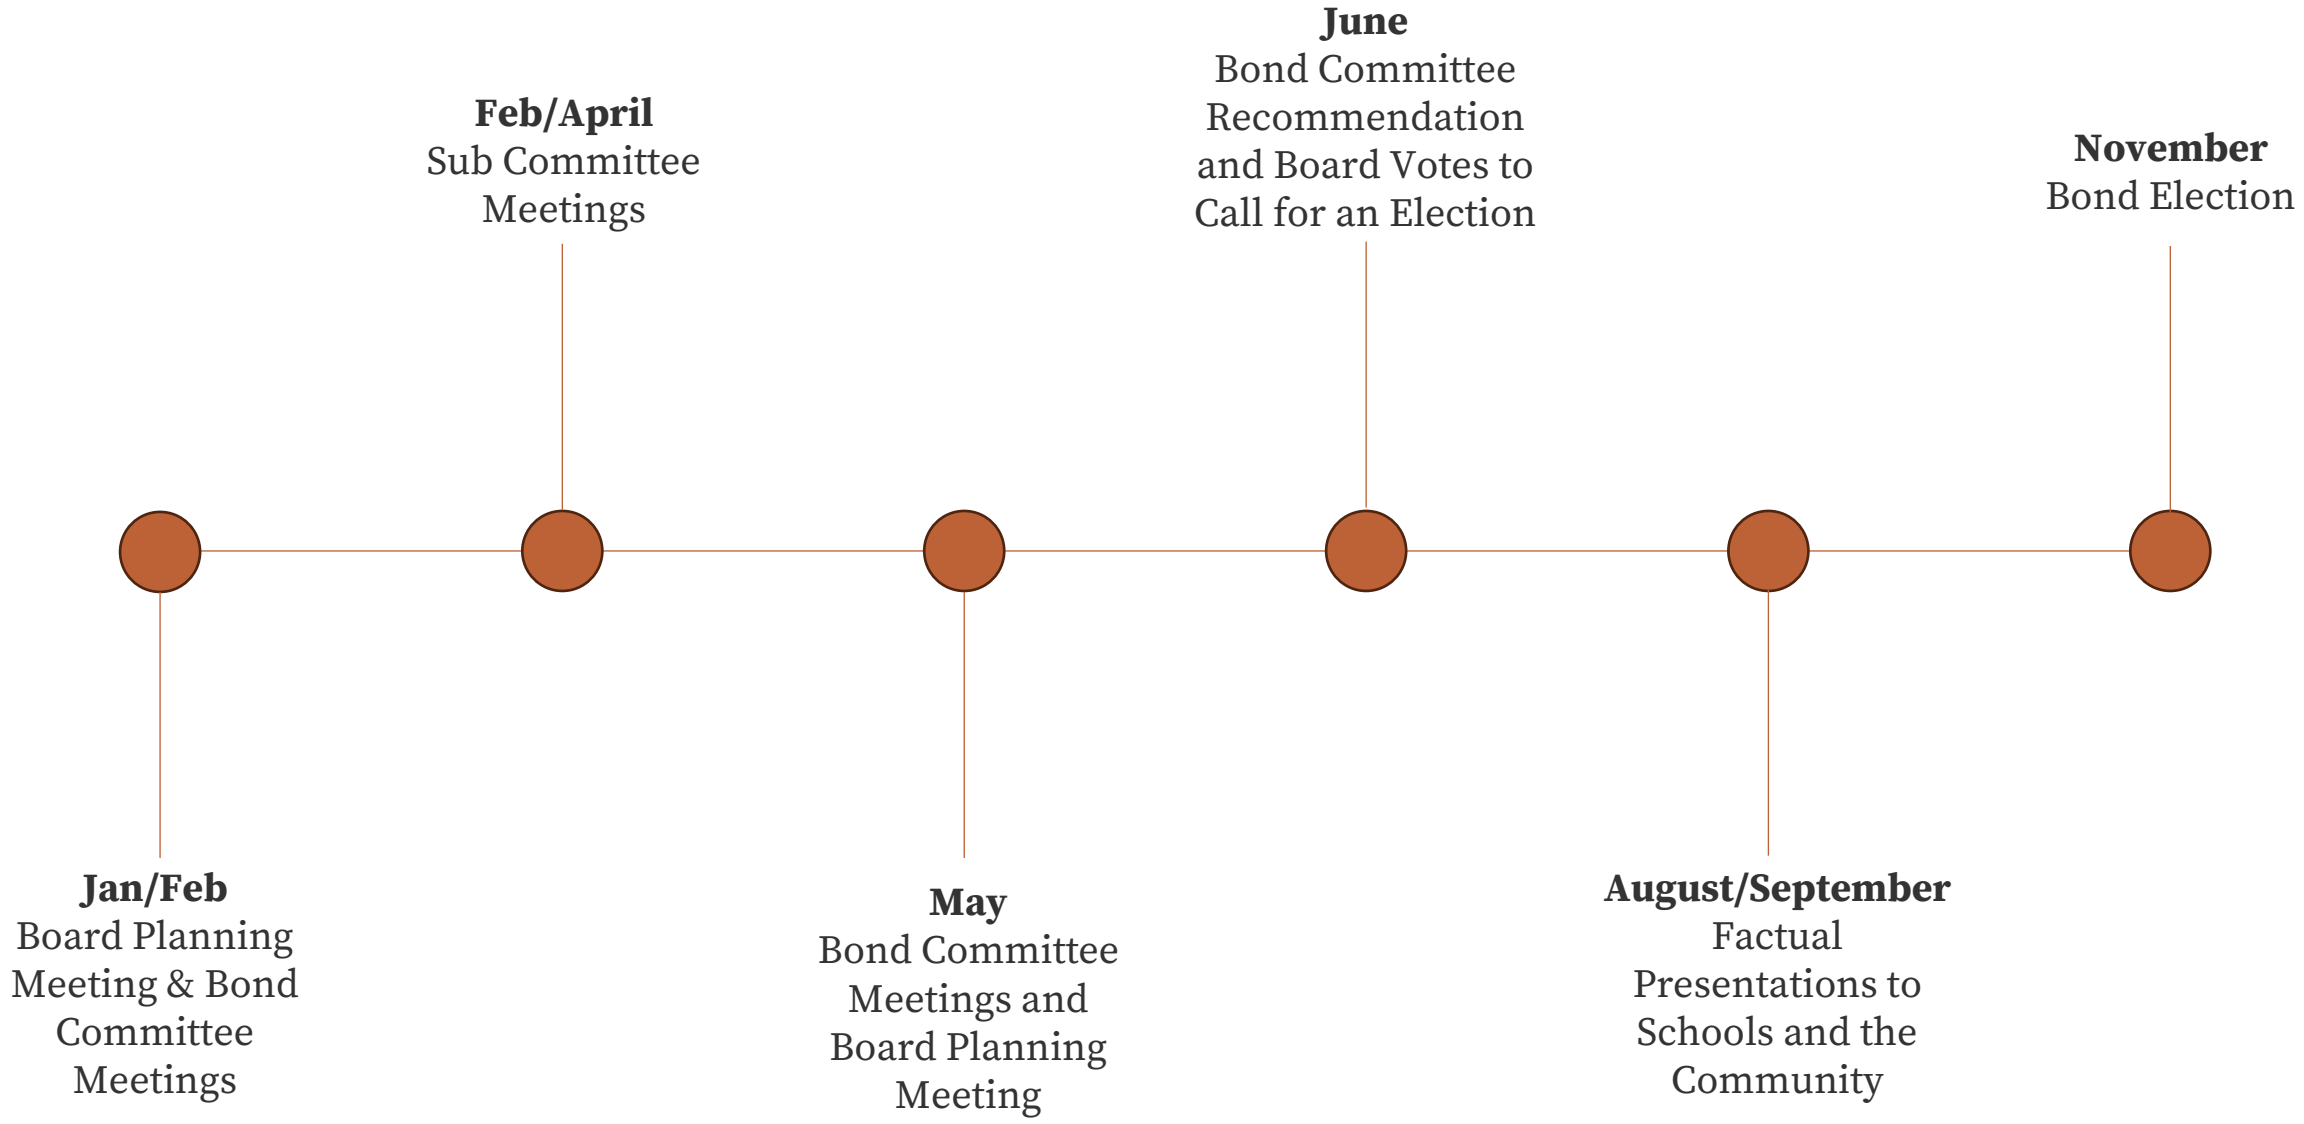 Jan/Feb
Board Planning
Meeting & Bond
Committee
Meetings
Feb/April
Sub Committee
Meetings
May
Bond Committee
Meetings and
Board Planning
Meeting
June
Bond Committee
Recommendation
and Board Votes to
Call for an Election
August/September
Factual
Presentations to
Schools and the
Community
November
Bond Election